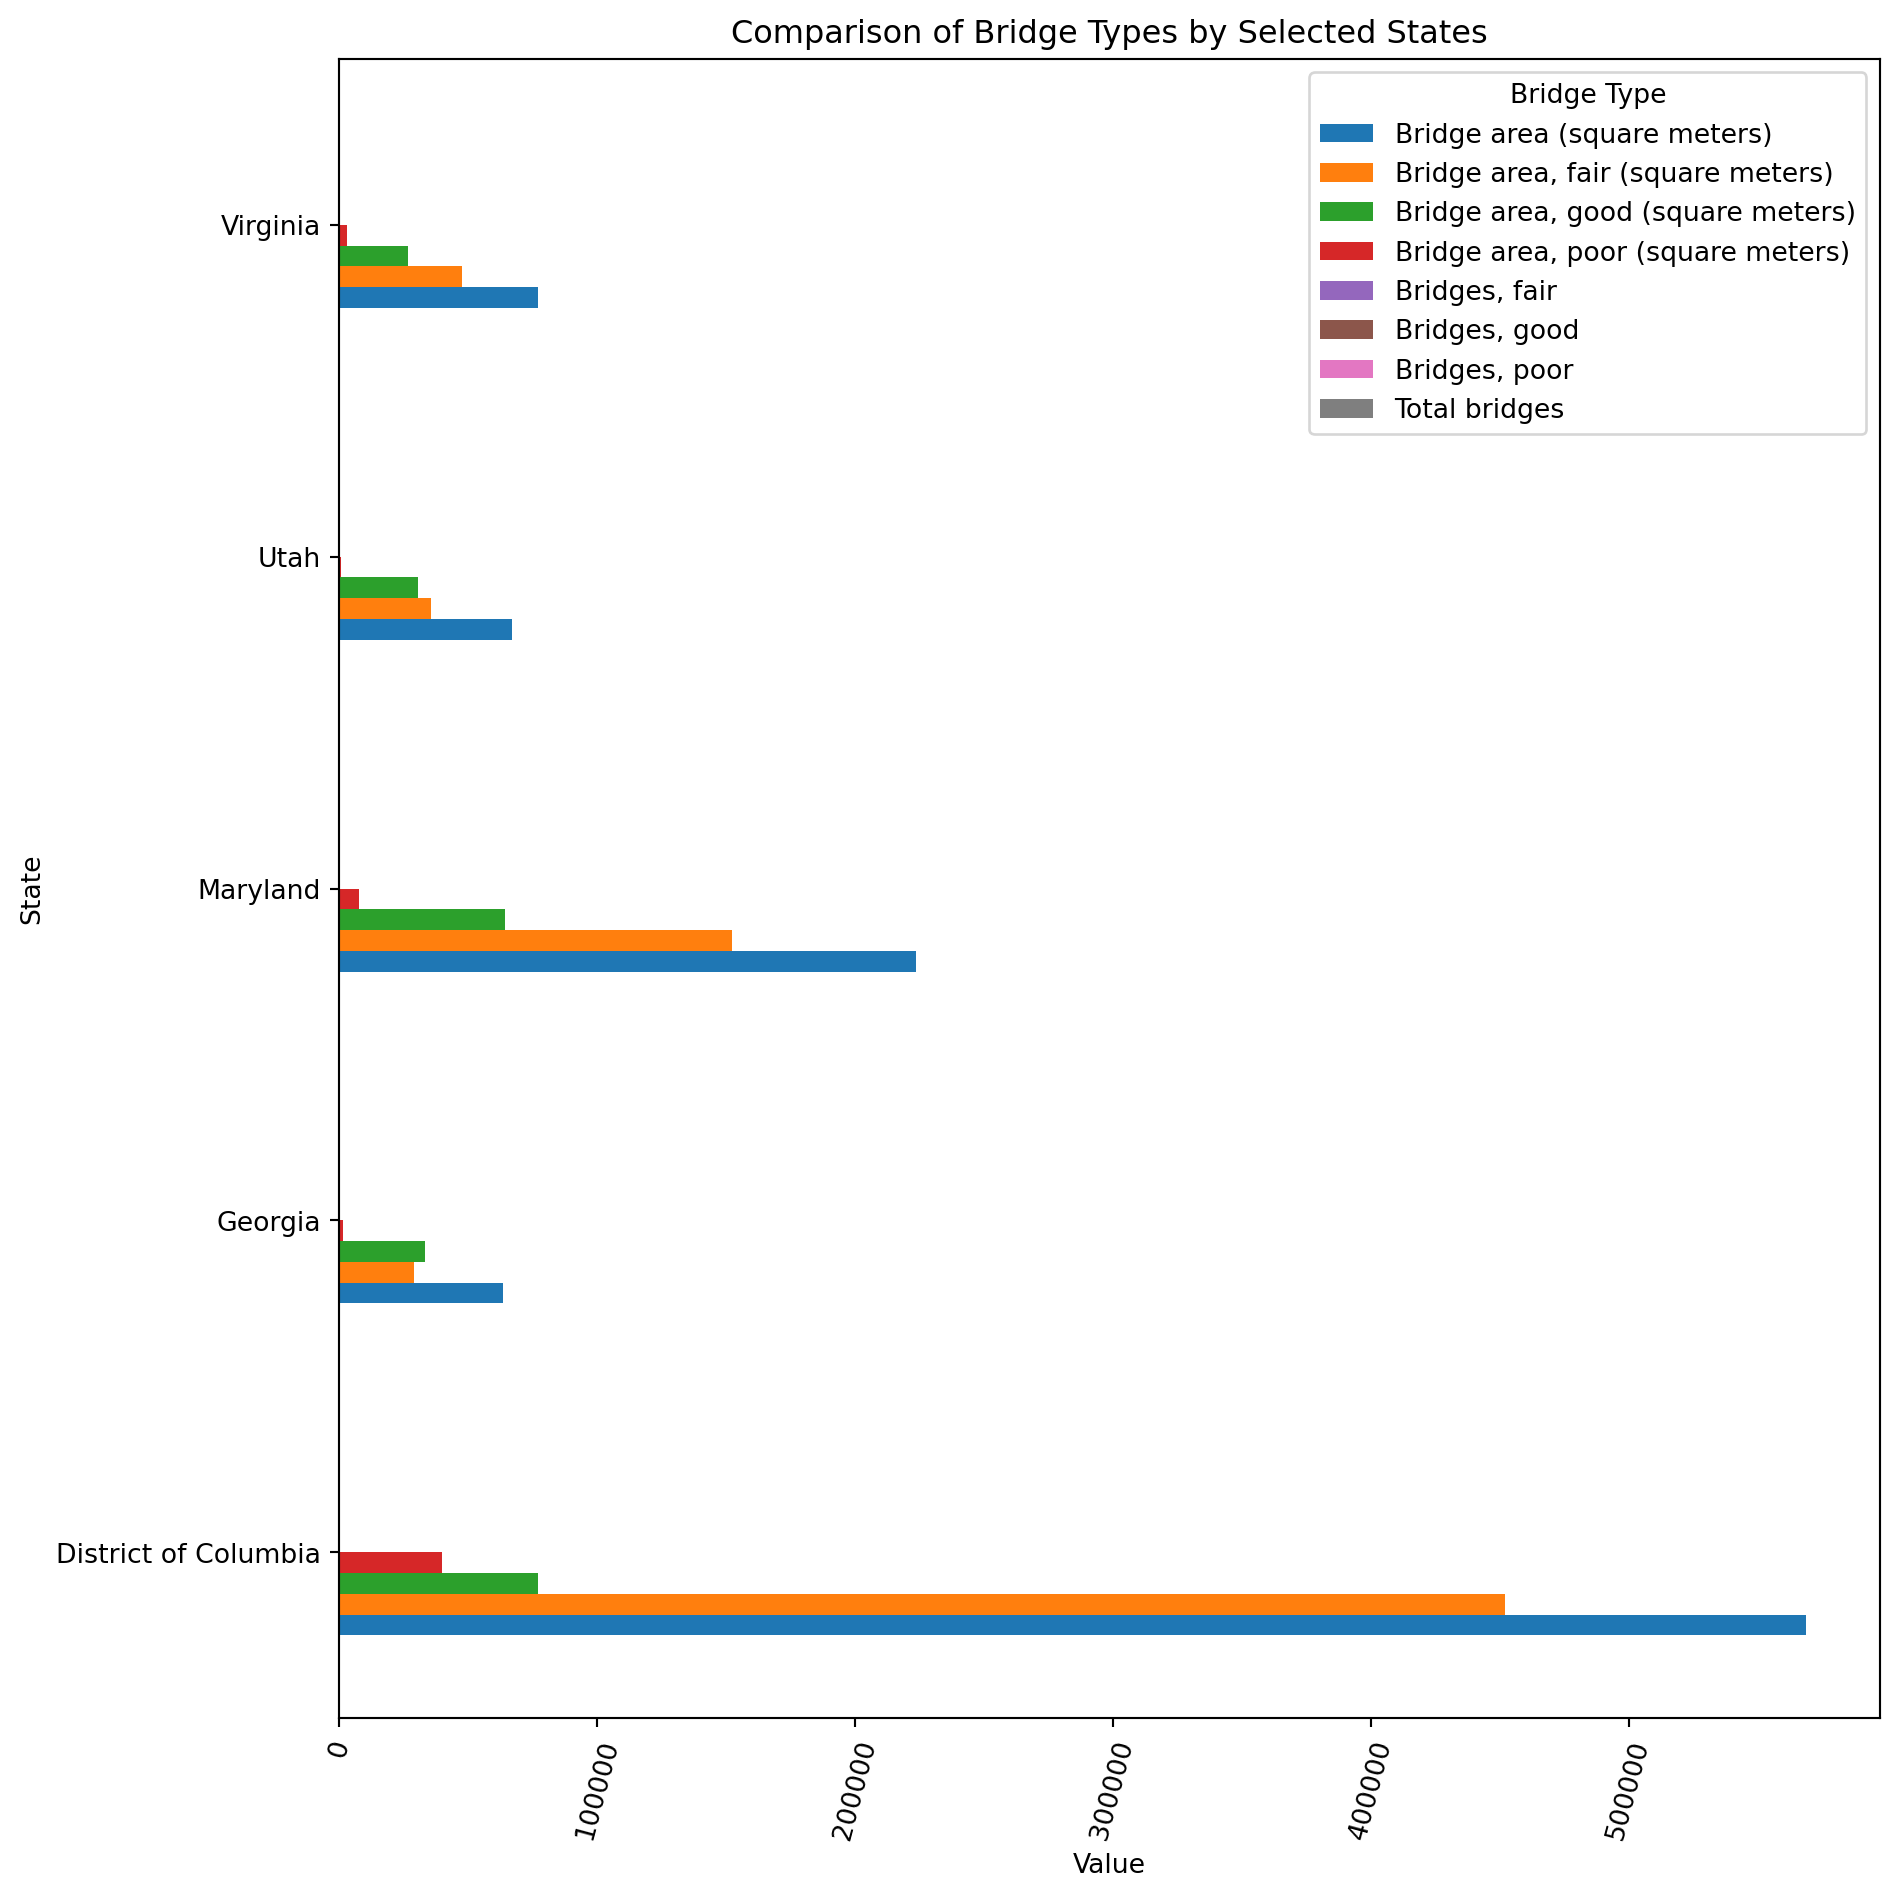 Comparison of Bridge Types by Selected States
Bridge Type
Bridge area (square meters)
Bridge area, fair (square meters)
Bridge area, good (square meters)
Bridge area, poor (square meters)
Bridges, fair
Bridges, good
Bridges, poor
Total bridges
State
Virginia
Utah
Maryland
Georgia
District of Columbia
0
100000
200000
300000
400000
500000
Value